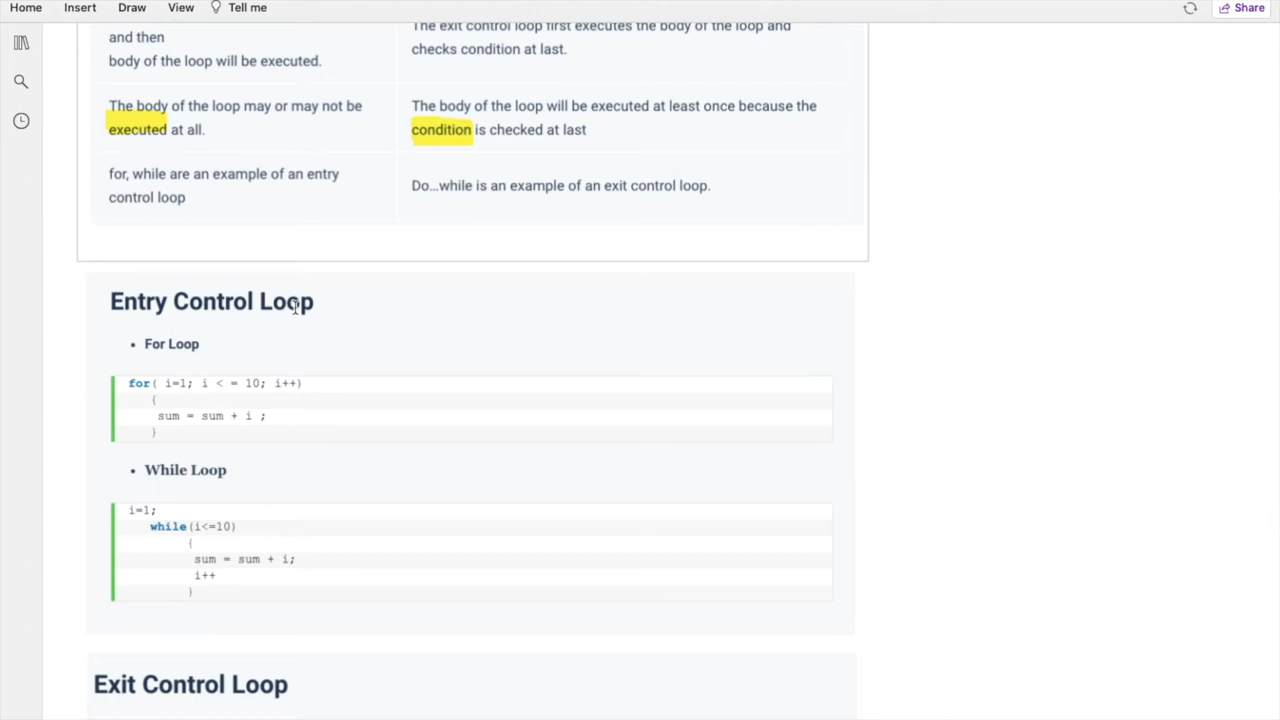 Home Insert Draw View Tell me Share
and then
body of the loop will be executed.
The exit control loop first executes the body of the loop and
checks condition at last.
The body of the loop may or may not be
executed at all.
The body of the loop will be executed at least once because the
condition is checked at last
for, while are an example of an entry
control loop
Do...while is an example of an exit control loop.
Entry Control Loop
• For Loop
for( i=1; i < = 10; i++)
{
sum = sum + i ;
}
• While Loop
i=1;
while(i<=10)
{
sum = sum + i;
i++
}
Exit Control Loop